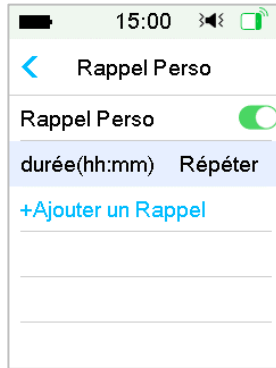 15:00
Rappel Perso
Rappel Perso
durée(hh:mm) Répéter
+Ajouter un Rappel